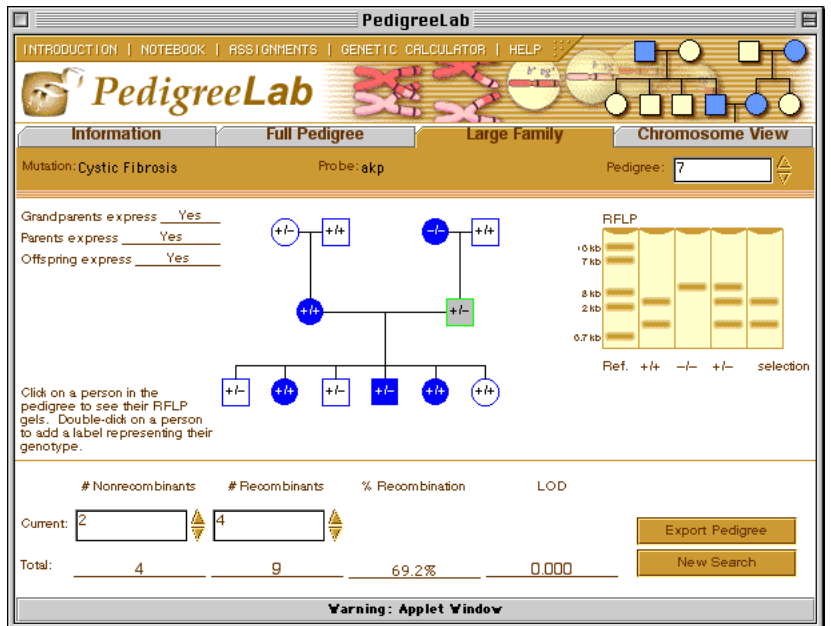 PedigreeLab
INTRODUCTION | NOTEBOOK | ASSIGNMENTS | GENETIC CALCULATOR | HELP
PedigreeLab
Information Full Pedigree Large Family Chromosome View
Mutation: Cystic Fibrosis Probe: akp Pedigree: 7
Grandparents express Yes
Parents express Yes
Offspring express Yes
+/- +/+ -/- +/+
+/+ +/-
+/- +/+ +/- +/- +/+ +/-
RFLP
10 kb
7 kb
3 kb
2 kb
0.7 kb
Ref. +/+ -/- +/- selection
Click on a person in the
pedigree to see their RFLP
gels. Double-click on a person
to add a label representing their
genotype.
# Nonrecombinants # Recombinants % Recombination LOD
Current: 2 4
Total: 4 9 69.2% 0.000
Export Pedigree
New Search
Warning: Applet Window